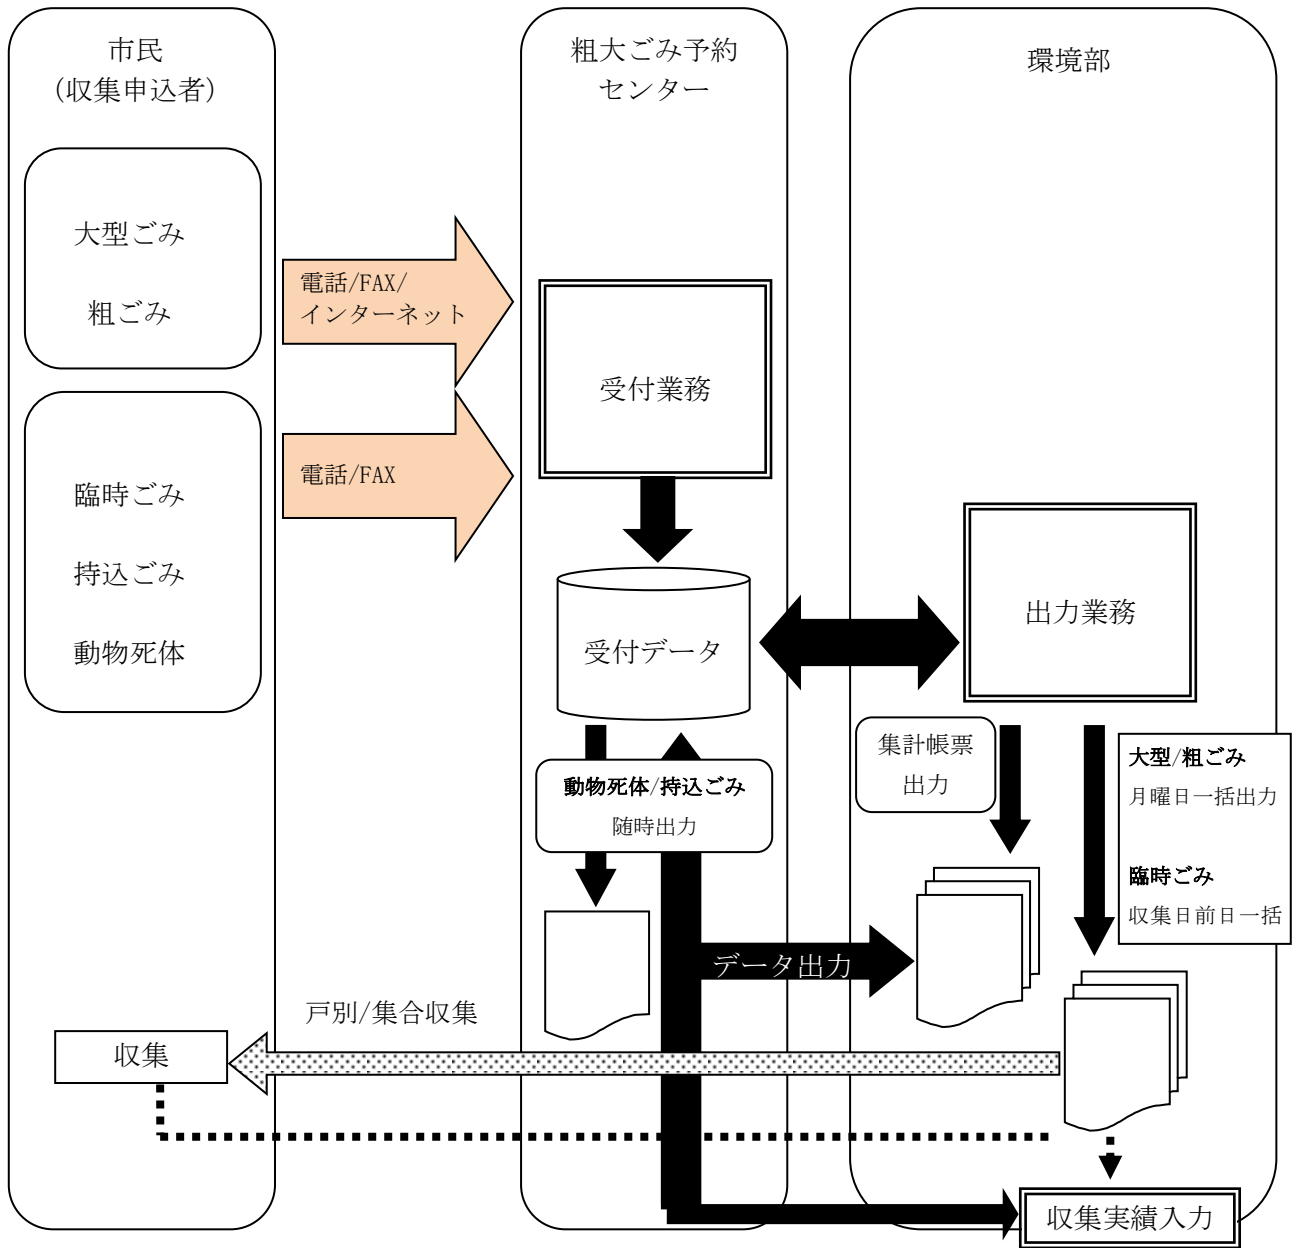 市民
(収集申込者)
大型ごみ
粗ごみ
臨時ごみ
持込ごみ
動物死体
電話/FAX/
インターネット
電話/FAX
粗大ごみ予約
センター
受付業務
受付データ
動物死体/持込ごみ
随時出力
環境部
出力業務
集計帳票
出力
大型/粗ごみ
月曜日一括出力
臨時ごみ
収集日前日一括
データ出力
戸別/集合収集
収集
収集実績入力